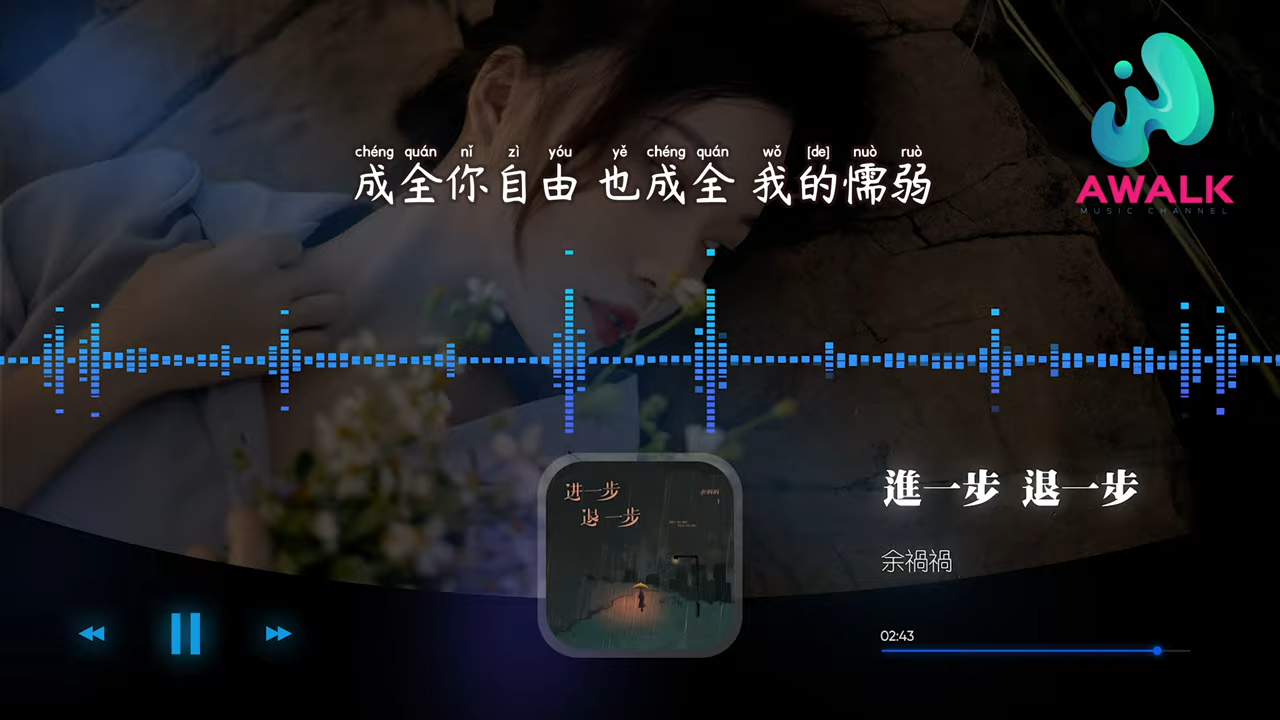 chéng quán nǐ zì yóu yě chéng quán wǒ [de] nuò ruò
成全你自由 也成全 我的懦弱
AWALK
MUSIC CHANNEL
进一步
退一步
進一步 退一步
余禍禍
02:43